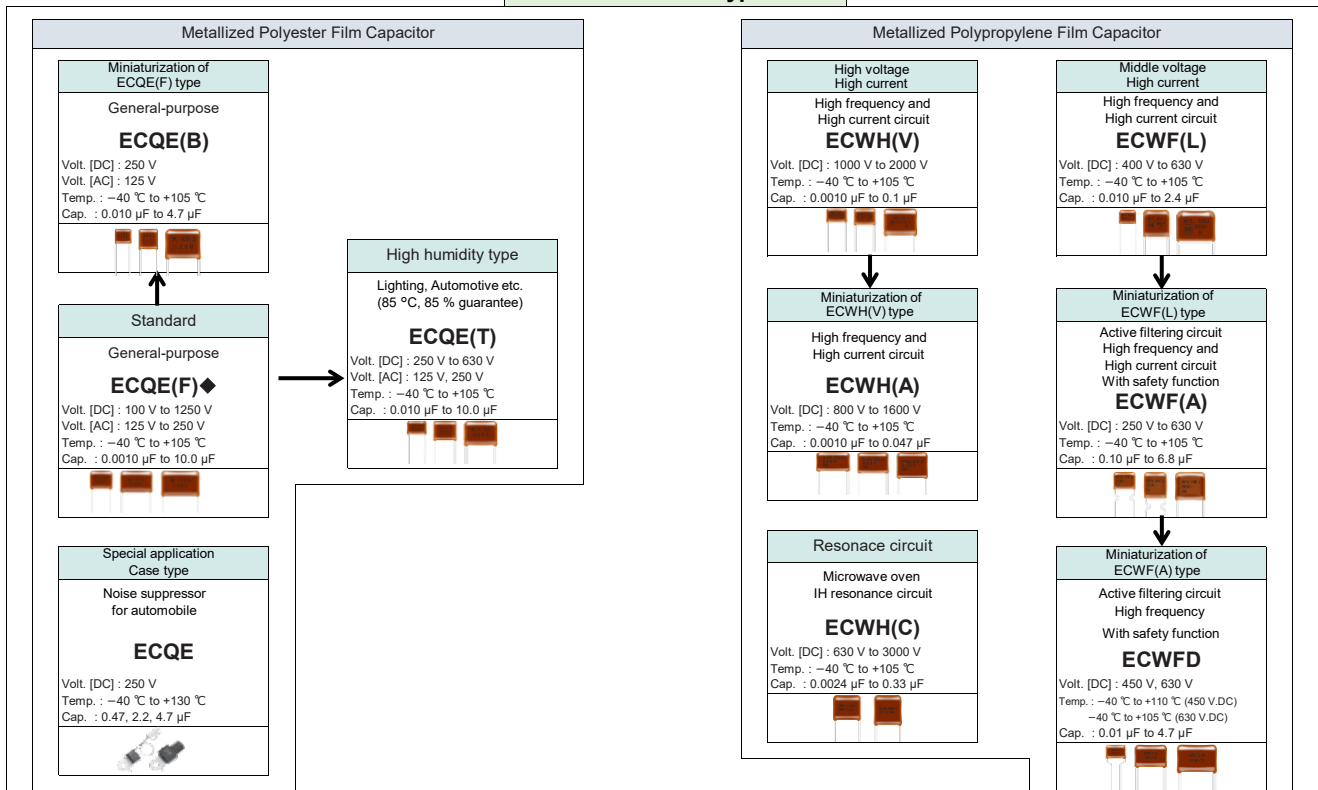 Metallized Polyester Film Capacitor
Miniaturization of
ECQE(F) type
General-purpose
ECQE(B)
Volt. [DC] : 250 V
Volt. [AC] : 125 V
Temp. : −40 ℃ to +105 ℃
Cap. : 0.010 µF to 4.7 µF
Standard
General-purpose
ECQE(F)◆
Volt. [DC] : 100 V to 1250 V
Volt. [AC] : 125 V to 250 V
Temp. : −40 ℃ to +105 ℃
Cap. : 0.0010 µF to 10.0 µF
High humidity type
Lighting, Automotive etc.
(85 °C, 85 % guarantee)
ECQE(T)
Volt. [DC] : 250 V to 630 V
Volt. [AC] : 125 V, 250 V
Temp. : −40 ℃ to +105 ℃
Cap. : 0.010 µF to 10.0 µF
Special application
Case type
Noise suppressor
for automobile
ECQE
Volt. [DC] : 250 V
Temp. : −40 ℃ to +130 ℃
Cap. : 0.47, 2.2, 4.7 µF
Metallized Polypropylene Film Capacitor
High voltage
High current
High frequency and
High current circuit
ECWH(V)
Volt. [DC] : 1000 V to 2000 V
Temp. : −40 ℃ to +105 ℃
Cap. : 0.0010 µF to 0.1 µF
Miniaturization of
ECWH(V) type
High frequency and
High current circuit
ECWH(A)
Volt. [DC] : 800 V to 1600 V
Temp. : −40 ℃ to +105 ℃
Cap. : 0.0010 µF to 0.047 µF
Resonace circuit
Microwave oven
IH resonance circuit
ECWH(C)
Volt. [DC] : 630 V to 3000 V
Temp. : −40 ℃ to +105 ℃
Cap. : 0.0024 µF to 0.33 µF
Middle voltage
High current
High frequency and
High current circuit
ECWF(L)
Volt. [DC] : 400 V to 630 V
Temp. : −40 ℃ to +105 ℃
Cap. : 0.010 µF to 2.4 µF
Miniaturization of
ECWF(L) type
Active filtering circuit
High frequency and
High current circuit
With safety function
ECWF(A)
Volt. [DC] : 250 V to 630 V
Temp. : −40 ℃ to +105 ℃
Cap. : 0.10 µF to 6.8 µF
Miniaturization of
ECWF(A) type
Active filtering circuit
High frequency
With safety function
ECWFD
Volt. [DC] : 450 V, 630 V
Temp. : −40 ℃ to +110 ℃ (450 V.DC)
−40 ℃ to +105 ℃ (630 V.DC)
Cap. : 0.01 µF to 4.7 µF